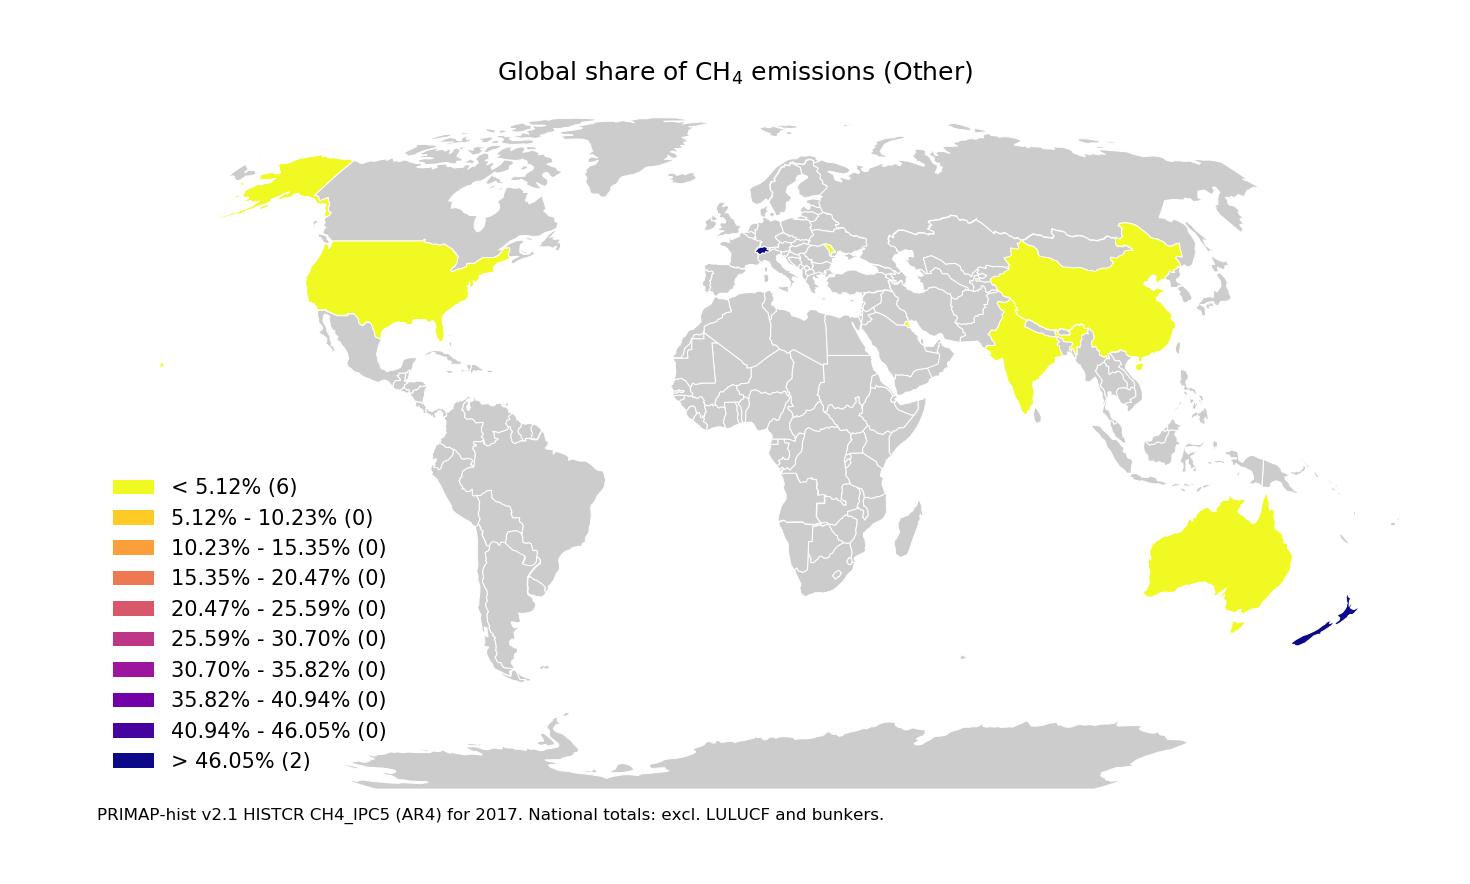 Global share of CH₄ emissions (Other)
< 5.12% (6)
5.12% - 10.23% (0)
10.23% - 15.35% (0)
15.35% - 20.47% (0)
20.47% - 25.59% (0)
25.59% - 30.70% (0)
30.70% - 35.82% (0)
35.82% - 40.94% (0)
40.94% - 46.05% (0)
> 46.05% (2)
PRIMAP-hist v2.1 HISTCR CH4_IPC5 (AR4) for 2017. National totals: excl. LULUCF and bunkers.